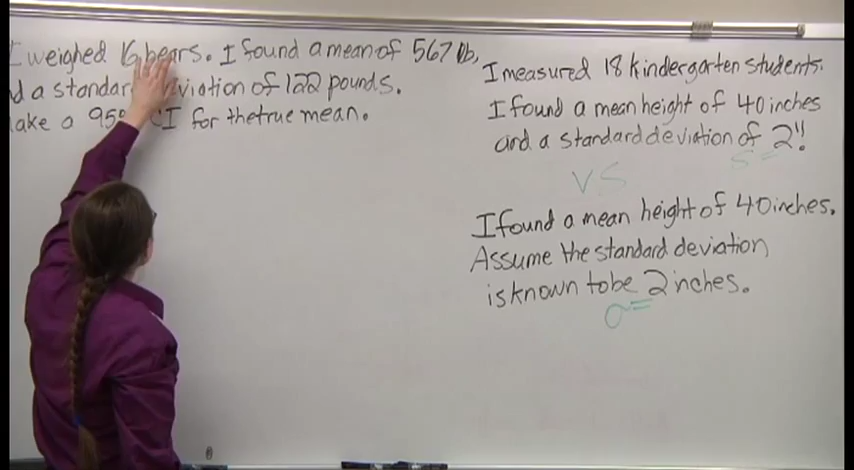 I weighed 16 bears. I found a mean of 567 lb,
d a standar viation of 122 pounds.
ake a 95% CI for the true mean.
I measured 18 kindergarten students.
I found a mean height of 40 inches
and a standard deviation of 2"!
s=
VS
I found a mean height of 40 inches.
Assume the standard deviation
is known to be 2 inches.
σ=